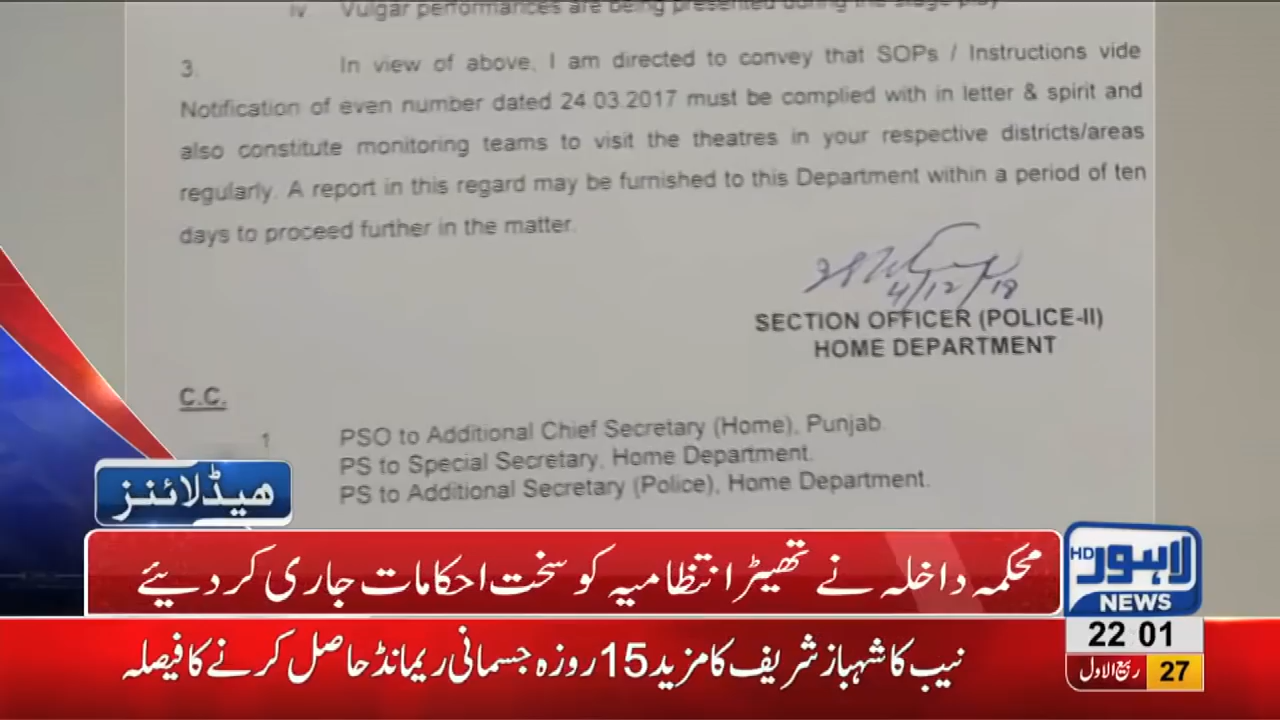 iv Vulgar performances are being presented during the stage play
3. In view of above, I am directed to convey that SOPs / Instructions vide
Notification of even number dated 24.03.2017 must be complied with in letter & spirit and
also constitute monitoring teams to visit the theatres in your respective districts/areas
regularly. A report in this regard may be furnished to this Department within a period of ten
days to proceed further in the matter.
4/12/18
SECTION OFFICER (POLICE-II)
HOME DEPARTMENT
C.C.
1 PSO to Additional Chief Secretary (Home), Punjab.
PS to Special Secretary, Home Department.
PS to Additional Secretary (Police), Home Department.
ھیڈلائنز
محکمہ داخلہ نے تھیٹر انتظامیہ کو سخت احکامات جاری کر دیئے
HD لاہور
NEWS
22 01
27 ربیع الاول
نیب کا شہباز شریف کا مزید 15 روزہ جسمانی ریمانڈ حاصل کرنے کا فیصلہ